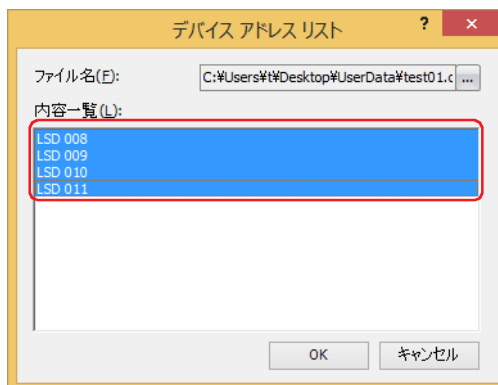 デバイス アドレス リスト
? ×
ファイル名(F): C:¥Users¥t¥Desktop¥UserData¥test01.c ...
内容一覧(L):
LSD 008
LSD 009
LSD 010
LSD 011
OK キャンセル